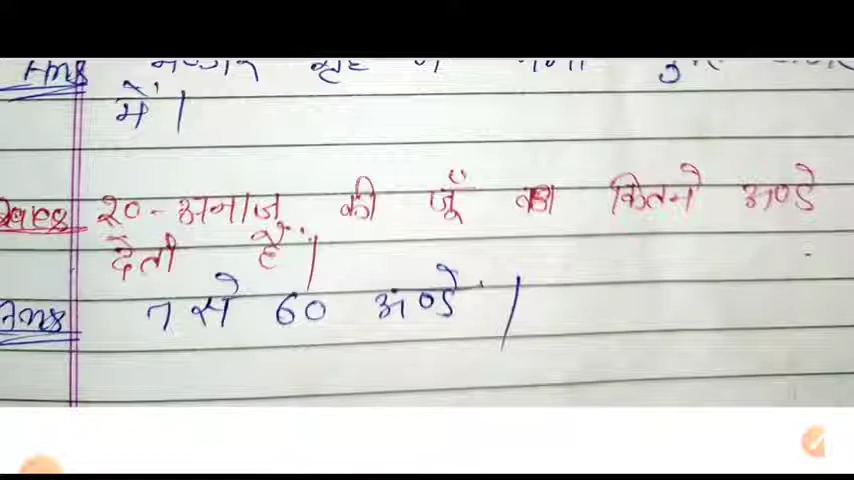 Ans
में।
Ques 20-अनाज की जूँ कितने अण्डे
देती है।
Ans 7 से 60 अण्डे।